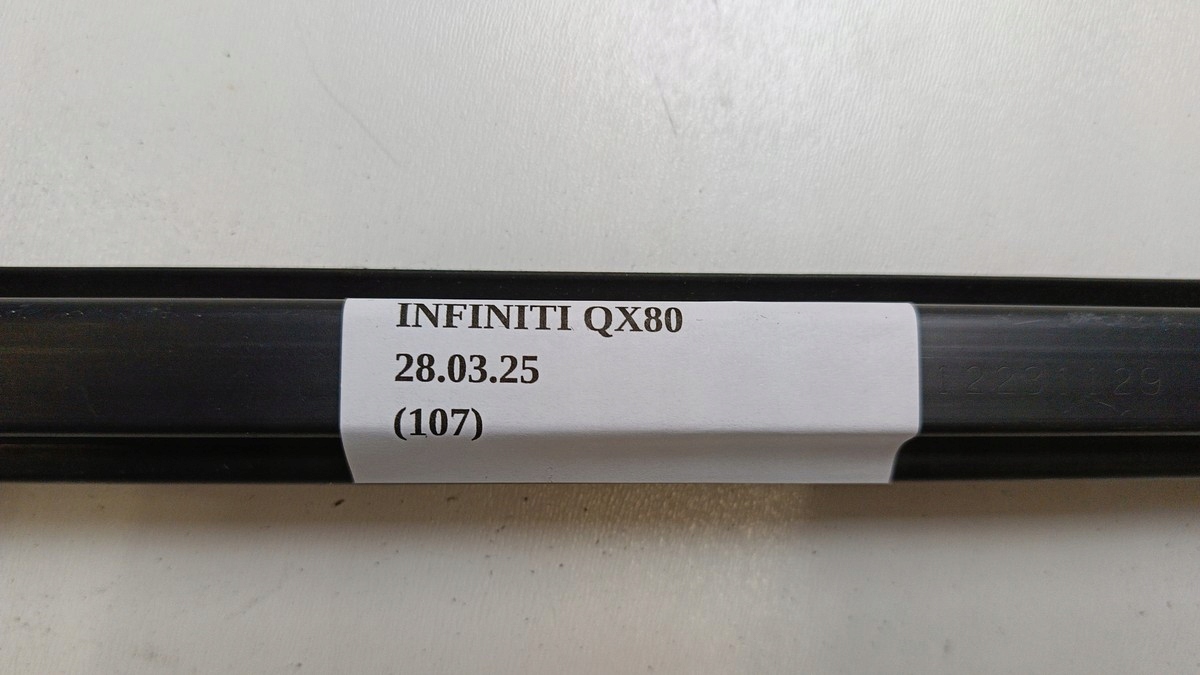 INFINITI QX80
28.03.25
(107)